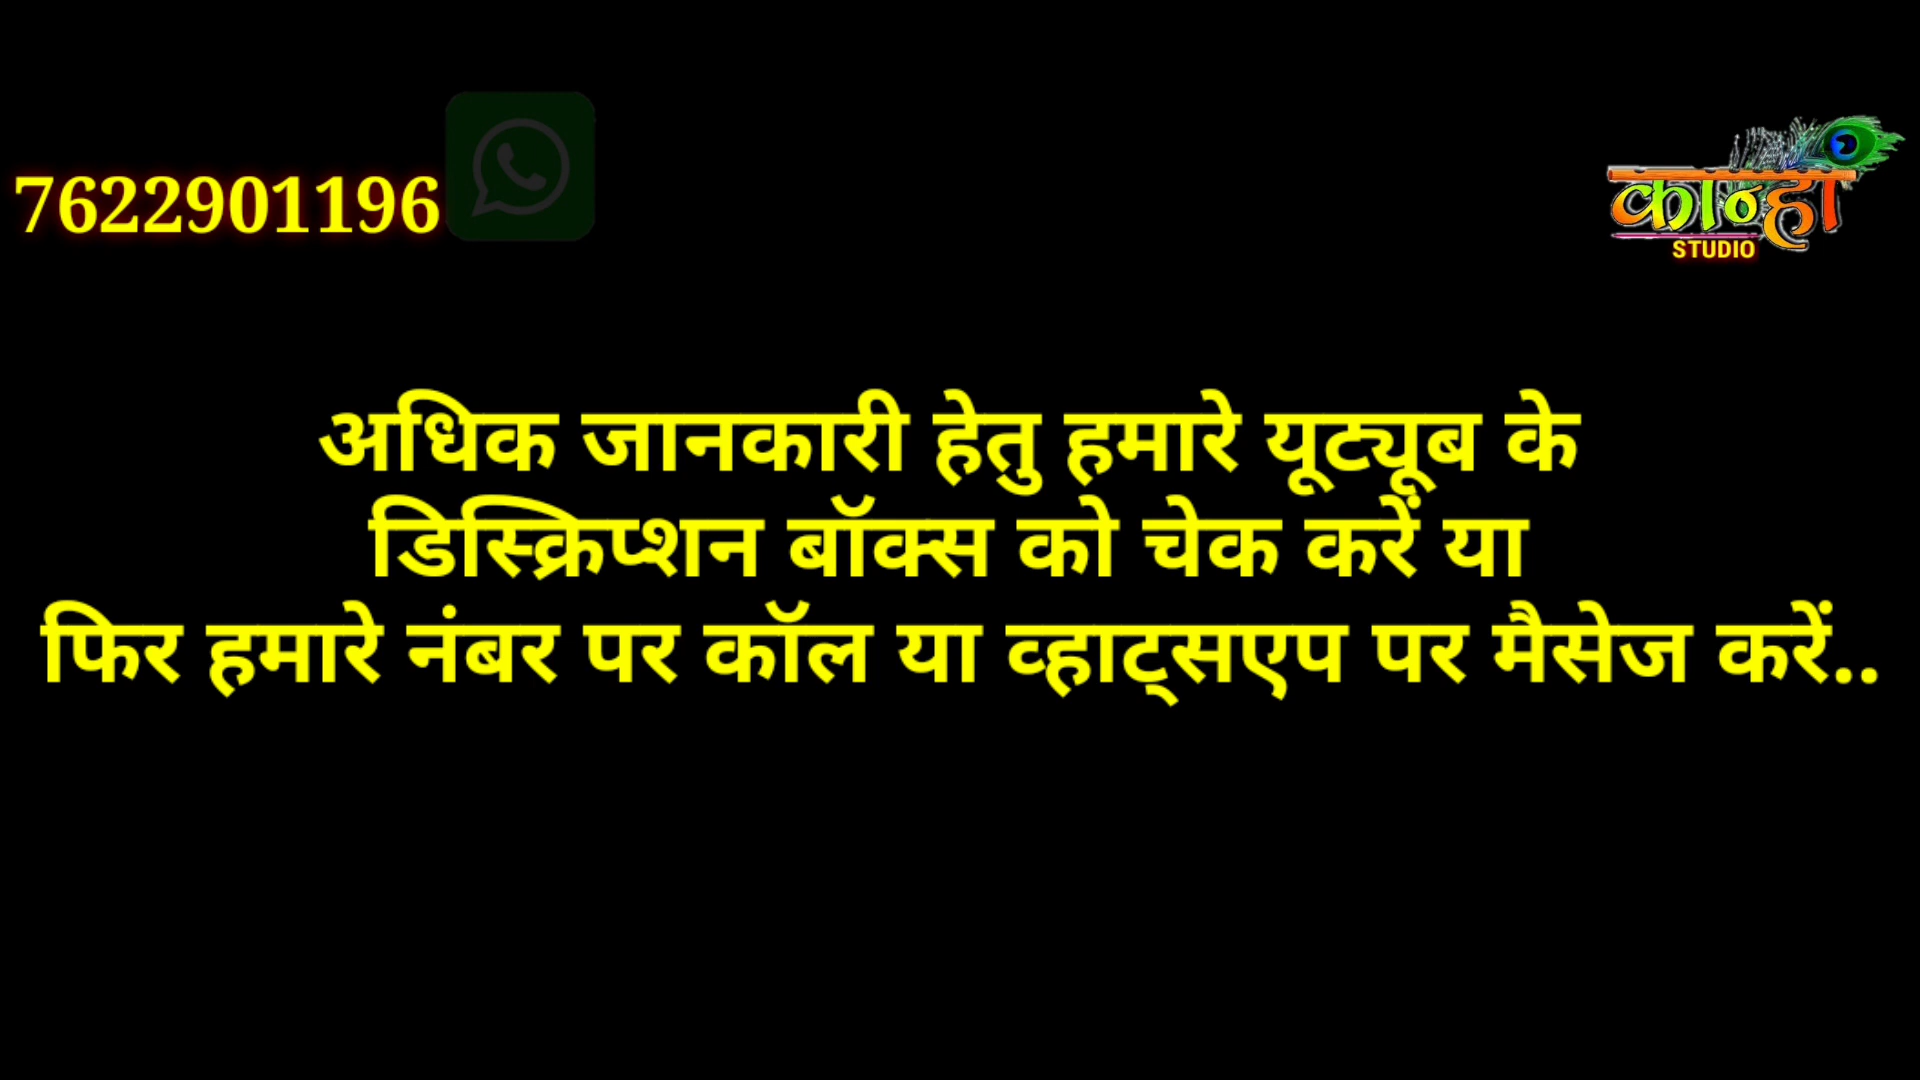 7622901196
कान्हा
STUDIO
अधिक जानकारी हेतु हमारे यूट्यूब के
डिस्क्रिप्शन बॉक्स को चेक करें या
फिर हमारे नंबर पर कॉल या व्हाट्सएप पर मैसेज करें..